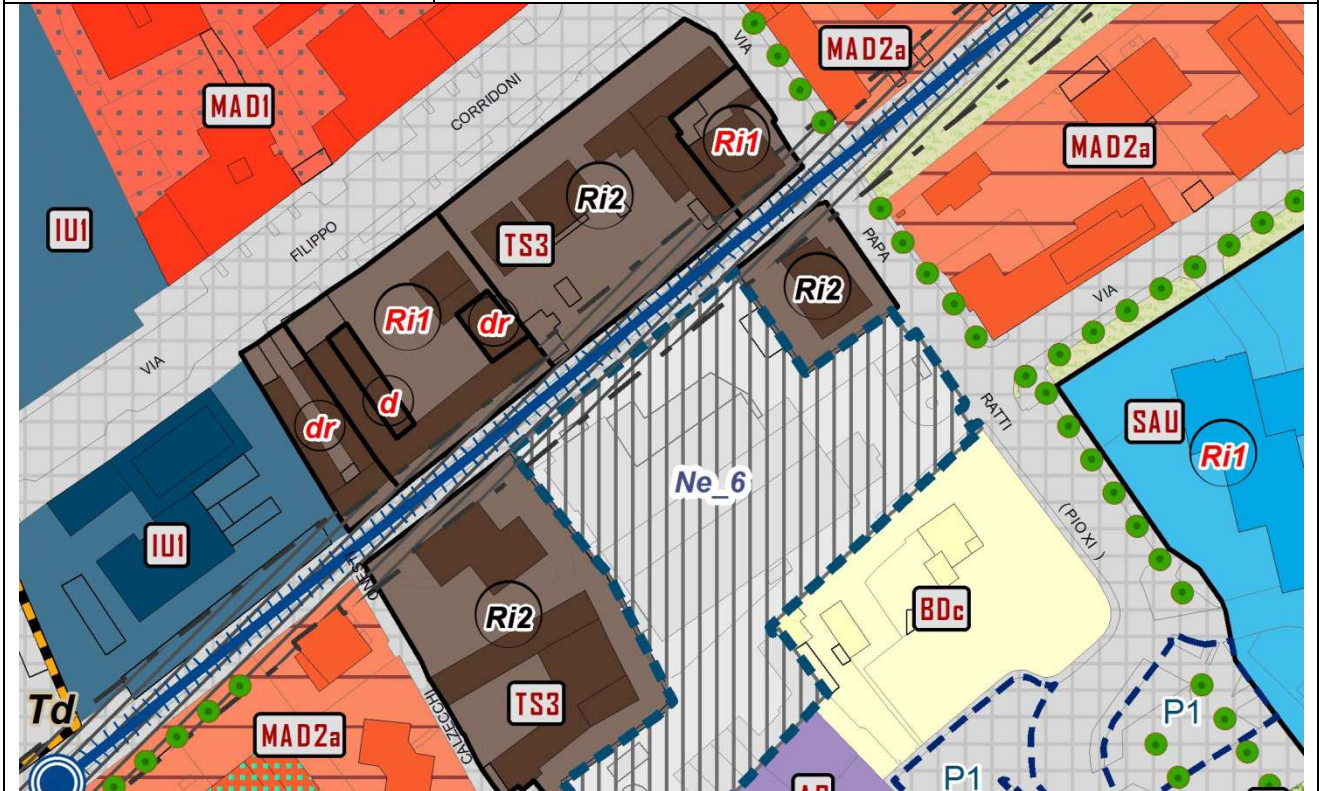 VIA
MAD2a
MAD1
CORRIDONI
Ri1
MAD2a
Ri2
IU1
TS3
FILIPPO
PAPA
Ri2
VIA
Ri1
dr
VIA
d
dr
RATTI
SAU
Ri1
Ne_6
(PIO XI)
IU1
BDc
Ri2
TS3
Td
MAD2a
CALZECCHI
P1
P1